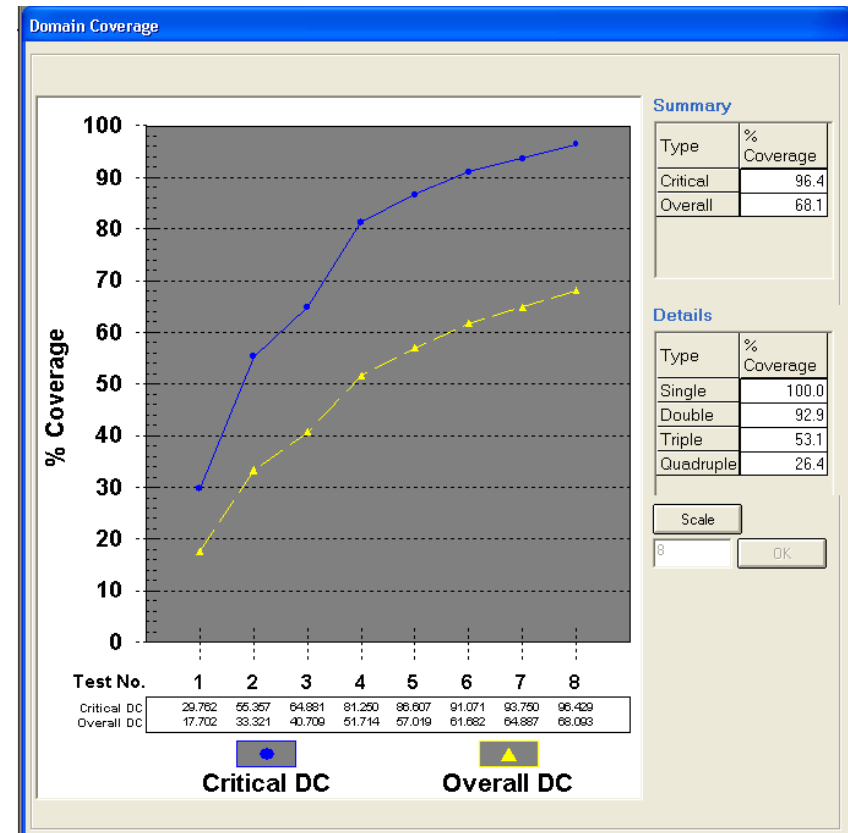 Domain Coverage
100
90
80
70
60
50
40
30
20
10
0
% Coverage
Test No. 1 2 3 4 5 6 7 8
Critical DC 29.762 55.357 64.881 81.250 86.607 91.071 93.750 96.429
Overall DC 17.702 33.321 40.709 51.714 57.019 61.682 64.887 68.093
Critical DC Overall DC
Summary
Type % Coverage
Critical 96.4
Overall 68.1
Details
Type % Coverage
Single 100.0
Double 92.9
Triple 53.1
Quadruple 26.4
Scale
8 OK